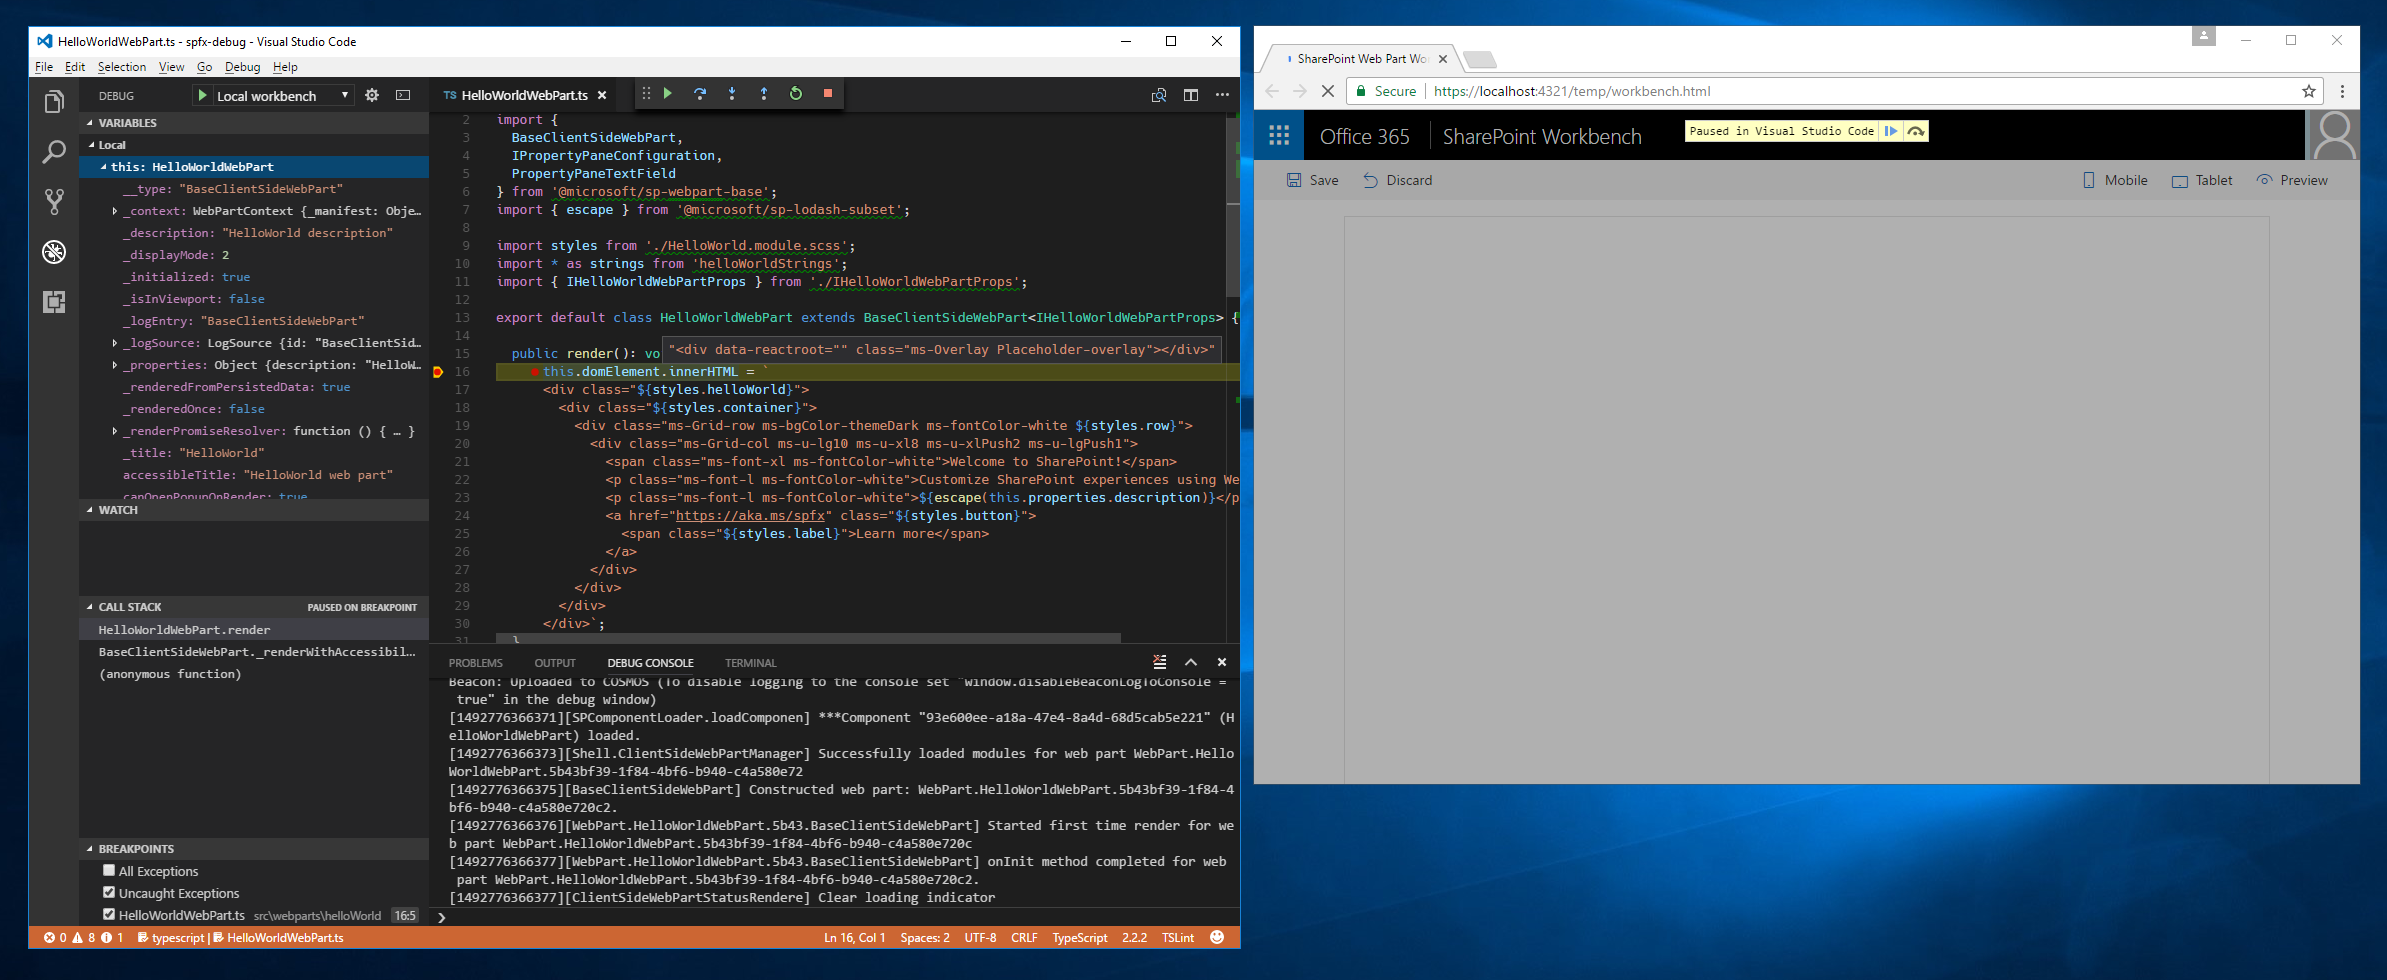 HelloWorldWebPart.ts - spfx-debug - Visual Studio Code
File Edit Selection View Go Debug Help
DEBUG Local workbench
VARIABLES
Local
this: HelloWorldWebPart
__type: "BaseClientSideWebPart"
_context: WebPartContext {_manifest: Obje…
_description: "HelloWorld description"
_displayMode: 2
_initialized: true
_isInViewport: false
_logEntry: "BaseClientSideWebPart"
_logSource: LogSource {id: "BaseClientSid…
_properties: Object {description: "HelloW…
_renderedFromPersistedData: true
_renderedOnce: false
_renderPromiseResolver: function () { … }
_title: "HelloWorld"
accessibleTitle: "HelloWorld web part"
canOpenPopupOnRender: true
WATCH
CALL STACK PAUSED ON BREAKPOINT
HelloWorldWebPart.render
BaseClientSideWebPart._renderWithAccessibil…
(anonymous function)
BREAKPOINTS
All Exceptions
Uncaught Exceptions
HelloWorldWebPart.ts src\webparts\helloWorld 16:5
TS HelloWorldWebPart.ts
2 import {
3 BaseClientSideWebPart,
4 IPropertyPaneConfiguration,
5 PropertyPaneTextField
6 } from '@microsoft/sp-webpart-base';
7 import { escape } from '@microsoft/sp-lodash-subset';
8
9 import styles from './HelloWorld.module.scss';
10 import * as strings from 'helloWorldStrings';
11 import { IHelloWorldWebPartProps } from './IHelloWorldWebPartProps';
12
13 export default class HelloWorldWebPart extends BaseClientSideWebPart<IHelloWorldWebPartProps> {
14
"<div data-reactroot="" class="ms-Overlay Placeholder-overlay"></div>"
15 public render(): vo
16 this.domElement.innerHTML = `
17 <div class="${styles.helloWorld}">
18 <div class="${styles.container}">
19 <div class="ms-Grid-row ms-bgColor-themeDark ms-fontColor-white ${styles.row}">
20 <div class="ms-Grid-col ms-u-lg10 ms-u-xl8 ms-u-xlPush2 ms-u-lgPush1">
21 <span class="ms-font-xl ms-fontColor-white">Welcome to SharePoint!</span>
22 <p class="ms-font-l ms-fontColor-white">Customize SharePoint experiences using We
23 <p class="ms-font-l ms-fontColor-white">${escape(this.properties.description)}</p
24 <a href="https://aka.ms/spfx" class="${styles.button}">
25 <span class="${styles.label}">Learn more</span>
26 </a>
27 </div>
28 </div>
29 </div>
30 </div>`;
31 }
PROBLEMS OUTPUT DEBUG CONSOLE TERMINAL
Beacon: Uploaded to COSMOS (To disable logging to the console set "window.disableBeaconLogToConsole =
true" in the debug window)
[1492776366371][SPComponentLoader.loadComponen] ***Component "93e600ee-a18a-47e4-8a4d-68d5cab5e221" (H
elloWorldWebPart) loaded.
[1492776366373][Shell.ClientSideWebPartManager] Successfully loaded modules for web part WebPart.Hello
WorldWebPart.5b43bf39-1f84-4bf6-b940-c4a580e72
[1492776366375][BaseClientSideWebPart] Constructed web part: WebPart.HelloWorldWebPart.5b43bf39-1f84-4
bf6-b940-c4a580e720c2.
[1492776366376][WebPart.HelloWorldWebPart.5b43.BaseClientSideWebPart] Started first time render for we
b part WebPart.HelloWorldWebPart.5b43bf39-1f84-4bf6-b940-c4a580e720c
[1492776366377][WebPart.HelloWorldWebPart.5b43.BaseClientSideWebPart] onInit method completed for web
part WebPart.HelloWorldWebPart.5b43bf39-1f84-4bf6-b940-c4a580e720c2.
[1492776366377][ClientSideWebPartStatusRendere] Clear loading indicator
0 8 1 typescript | HelloWorldWebPart.ts Ln 16, Col 1 Spaces: 2 UTF-8 CRLF TypeScript 2.2.2 TSLint
SharePoint Web Part Wo
Secure https://localhost:4321/temp/workbench.html
Office 365 SharePoint Workbench Paused in Visual Studio Code
Save Discard Mobile Tablet Preview